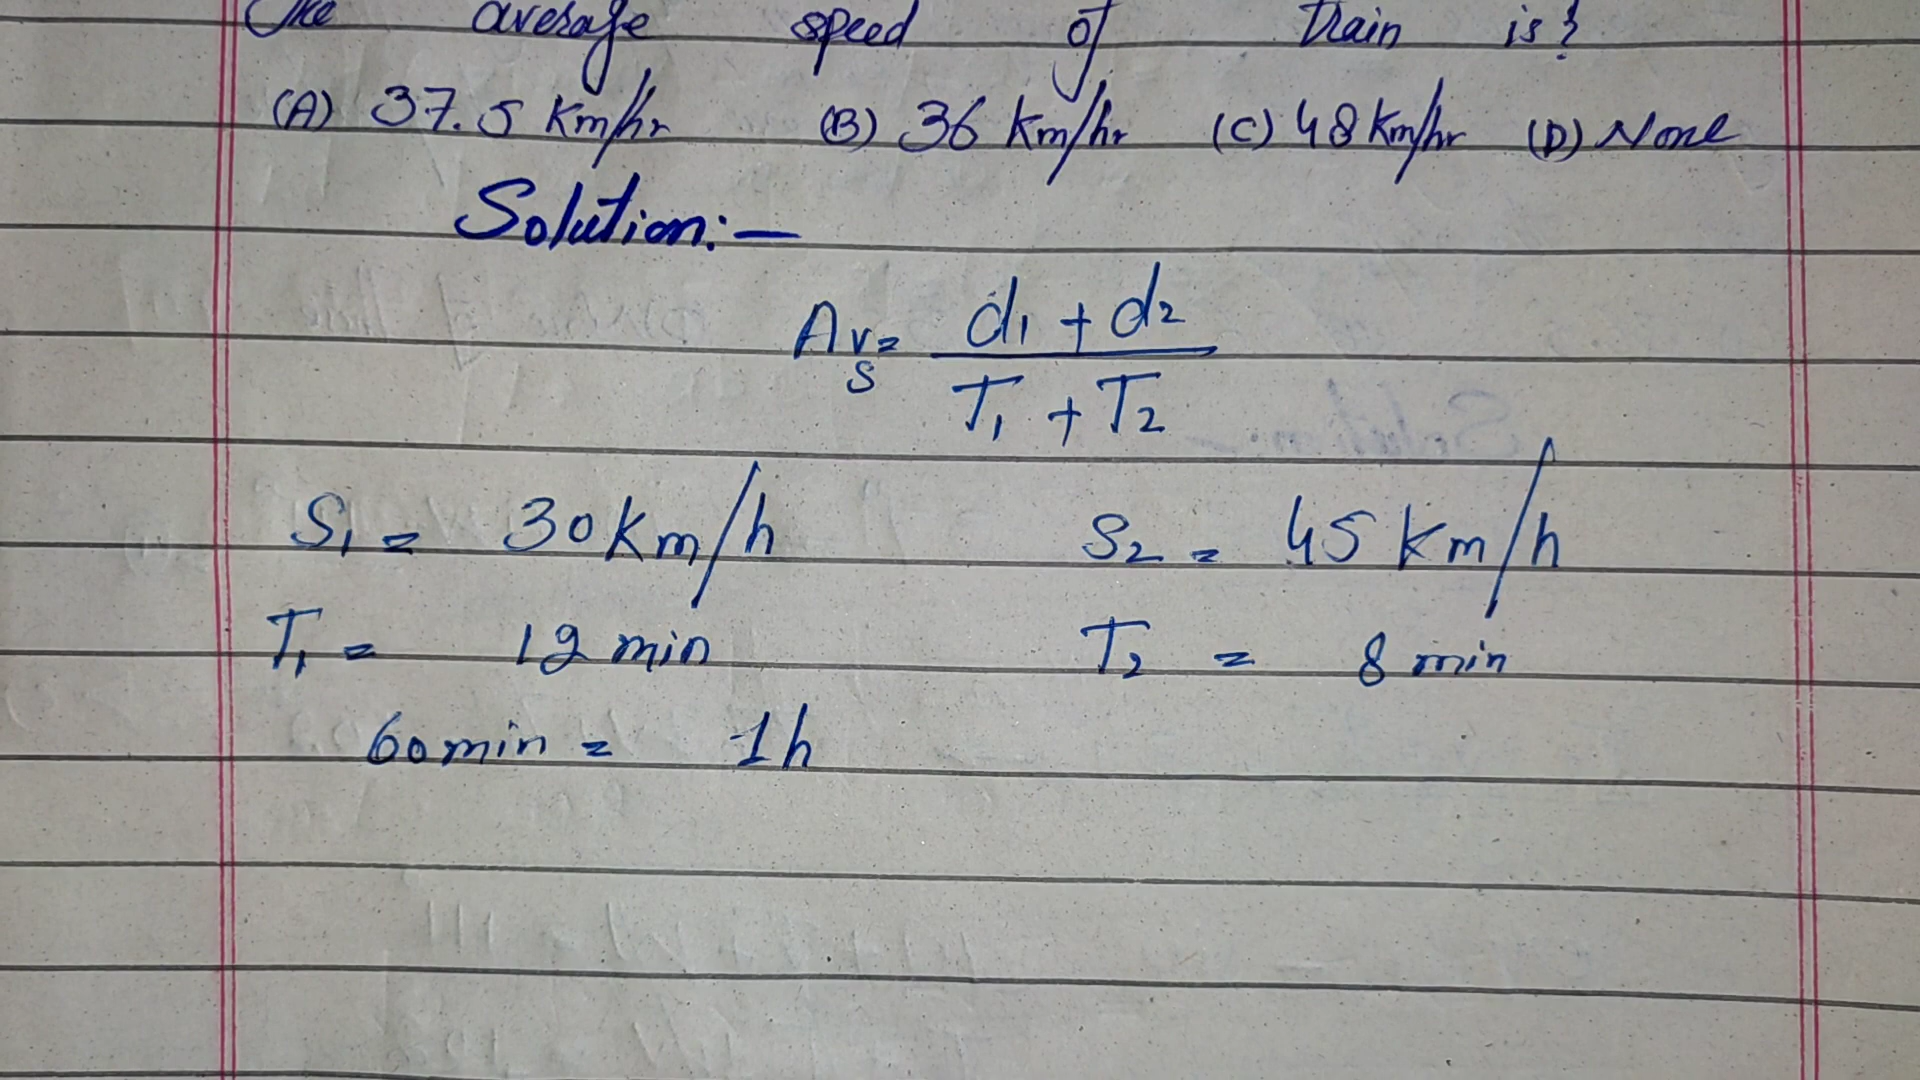 The average speed of train is?
(A) 37.5 Km/hr (B) 36 Km/hr (C) 48 Km/hr (D) None
Solution:—
Av = d1 + d2
S T1 + T2
S1 = 30 Km/h S2 = 45 Km/h
T1 = 12 min T2 = 8 min
60 min = 1h